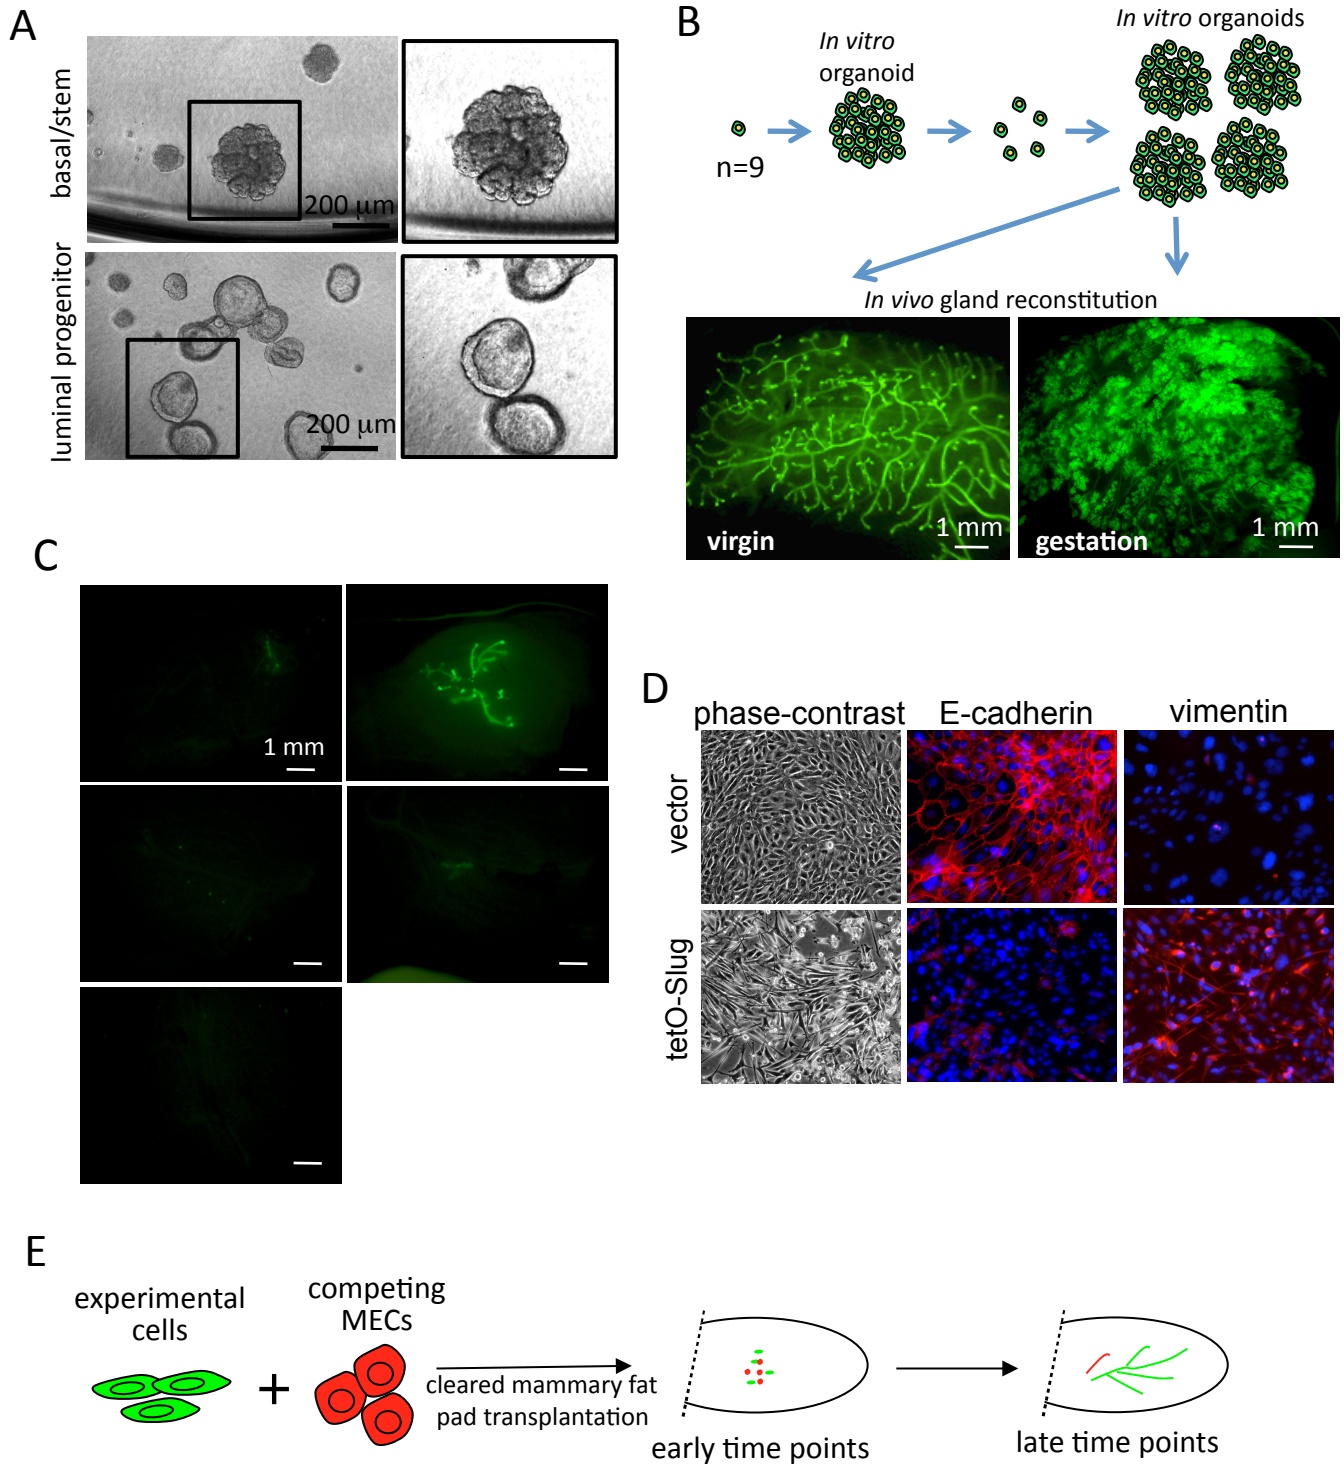 A
basal/stem
200 μm
luminal progenitor
200 μm
B
In vitro
organoid
In vitro organoids
n=9
In vivo gland reconstitution
virgin
1 mm
gestation
1 mm
C
1 mm
D
phase-contrast
E-cadherin
vimentin
vector
tetO-Slug
E
experimental
cells
+
competing
MECs
cleared mammary fat
pad transplantation
early time points
late time points